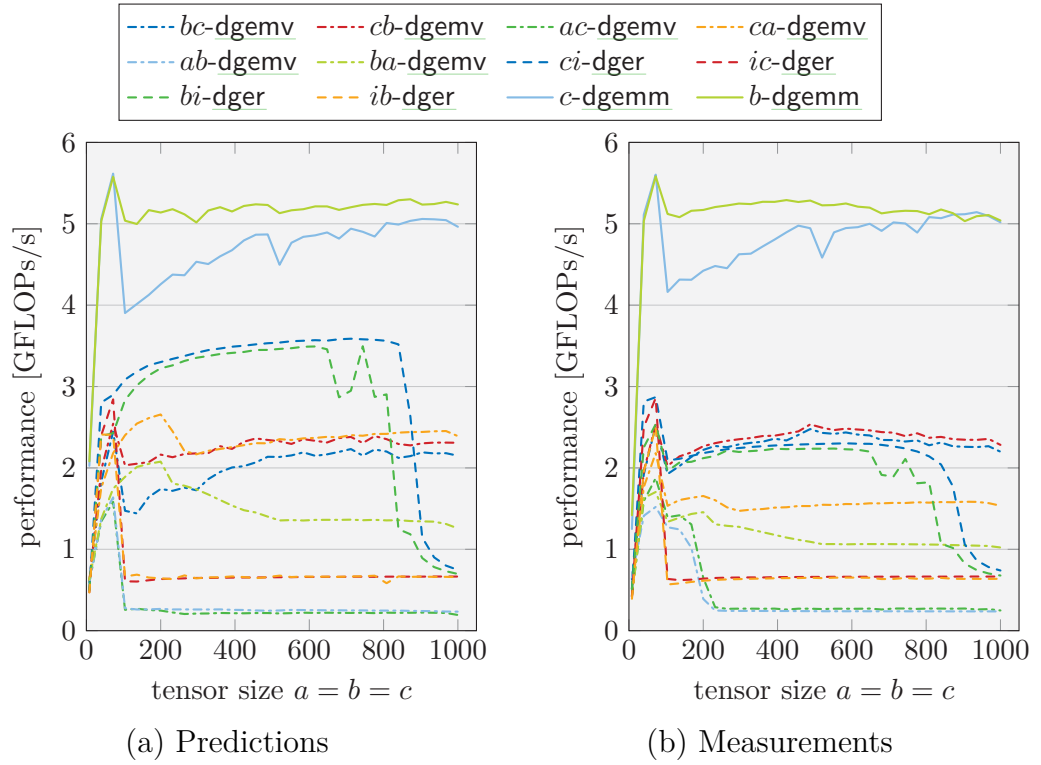 bc-dgemv cb-dgemv ac-dgemv ca-dgemv
ab-dgemv ba-dgemv ci-dger ic-dger
bi-dger ib-dger c-dgemm b-dgemm
performance [GFLOPs/s]
6
5
4
3
2
1
0
0 200 400 600 800 1000
tensor size a = b = c
(a) Predictions
performance [GFLOPs/s]
6
5
4
3
2
1
0
0 200 400 600 800 1000
tensor size a = b = c
(b) Measurements